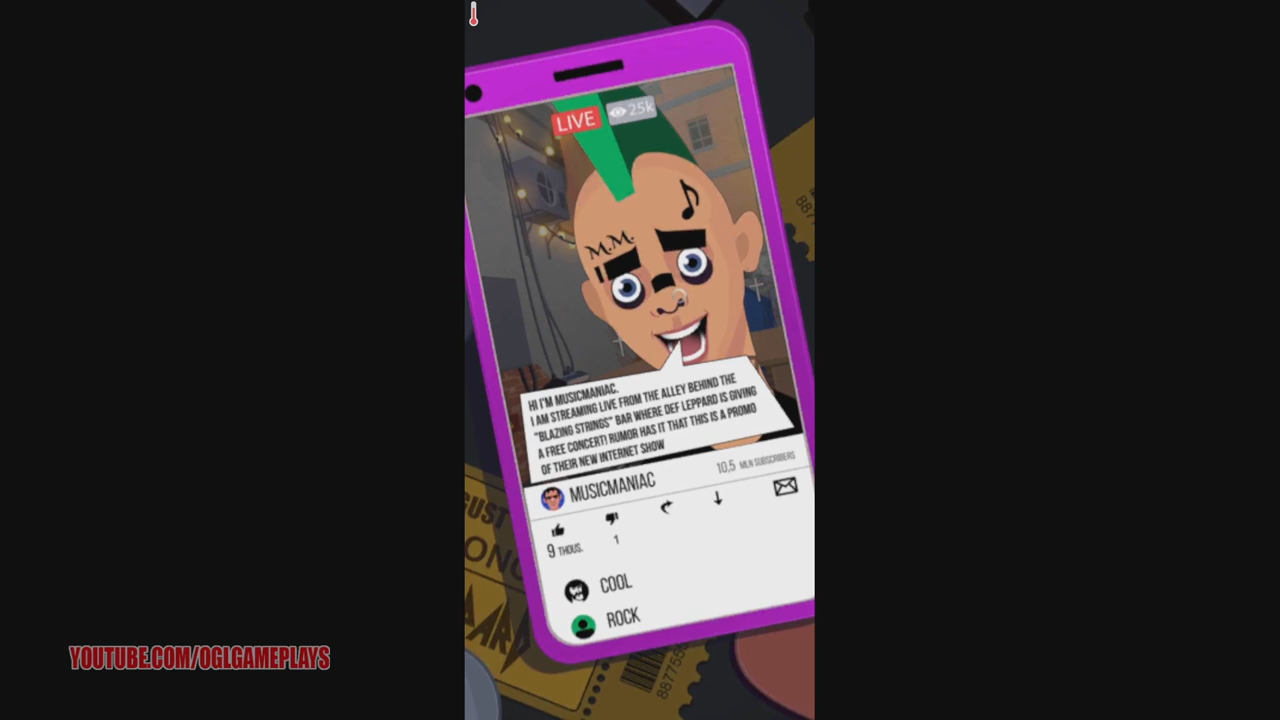 LIVE
25k
M.M.
HI I'M MUSICMANIAC.
I AM STREAMING LIVE FROM THE ALLEY BEHIND THE
"BLAZING STRINGS" BAR WHERE DEF LEPPARD IS GIVING
A FREE CONCERT! RUMOR HAS IT THAT THIS IS A PROMO
OF THEIR NEW INTERNET SHOW
MUSICMANIAC
10,5 MLN SUBSCRIBERS
9 THOUS.
1
COOL
ROCK
YOUTUBE.COM/OGLGAMEPLAYS